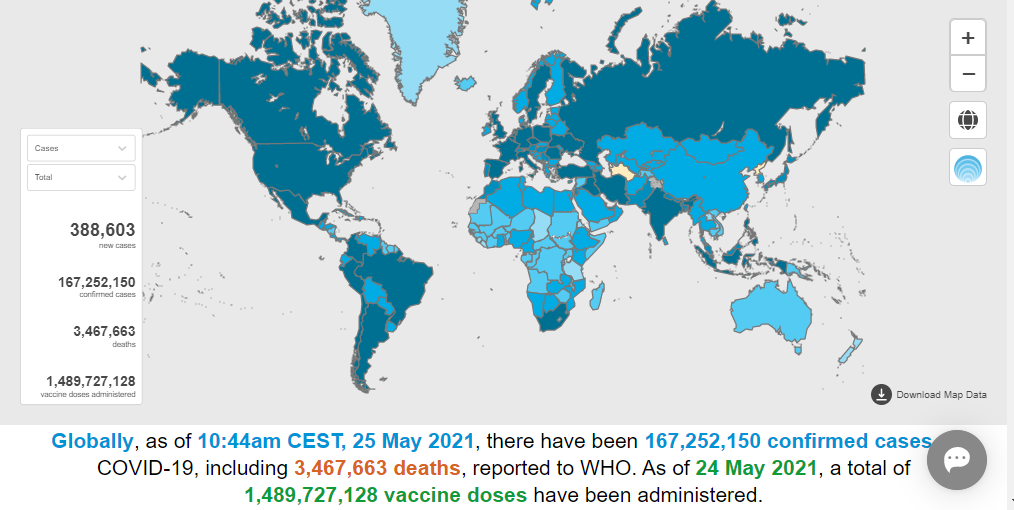 +
−
Cases
Total
388,603
new cases
167,252,150
confirmed cases
3,467,663
deaths
1,489,727,128
vaccine doses administered
Download Map Data
Globally, as of 10:44am CEST, 25 May 2021, there have been 167,252,150 confirmed cases
COVID-19, including 3,467,663 deaths, reported to WHO. As of 24 May 2021, a total of
1,489,727,128 vaccine doses have been administered.